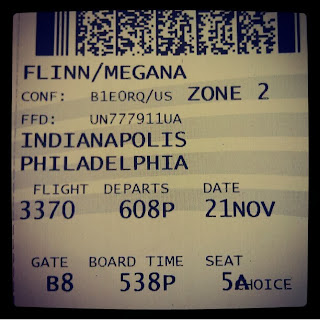 FLINN/MEGANA
CONF: B1E0RQ/US ZONE 2
FFD: UN777911UA
INDIANAPOLIS
PHILADELPHIA
FLIGHT DEPARTS DATE
3370 608P 21NOV
GATE BOARD TIME SEAT
B8 538P 5A CHOICE